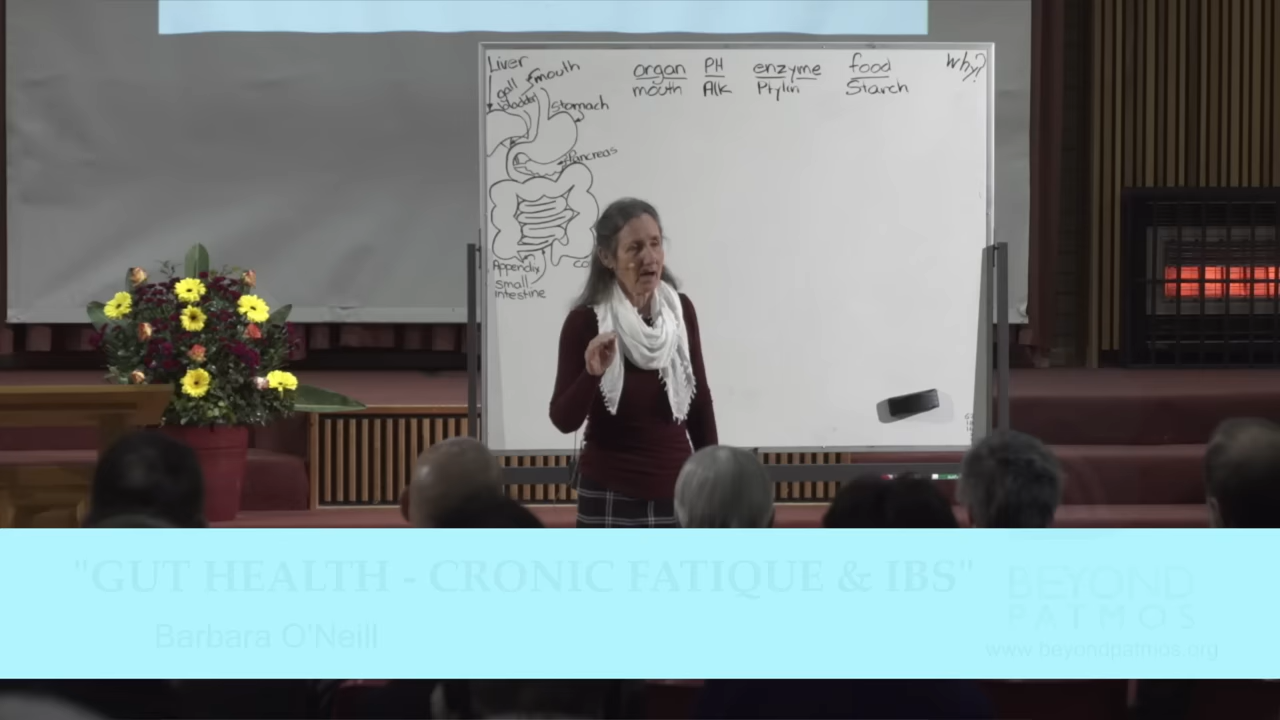 Liver
gall
bladder
mouth
Stomach
Pancreas
Appendix
small
intestine
co
organ PH enzyme food why?
mouth Alk Ptylin Starch
"GUT HEALTH - CRONIC FATIQUE & IBS"
Barbara O'Neill
BEYOND
PATMOS
www.beyondpatmos.org